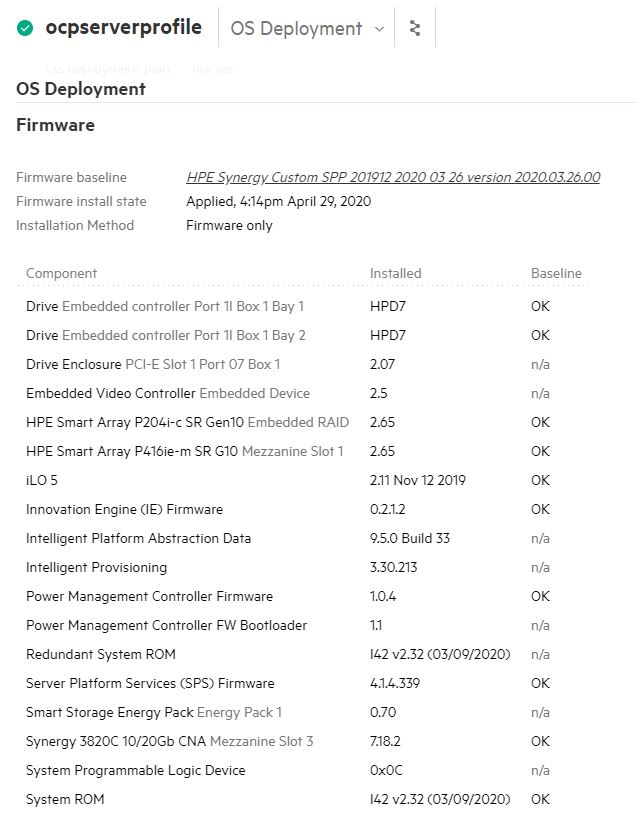 ocpserverprofile OS Deployment
OS deployment plan not set
OS Deployment
Firmware
Firmware baseline HPE Synergy Custom SPP 201912 2020 03 26 version 2020.03.26.00
Firmware install state Applied, 4:14pm April 29, 2020
Installation Method Firmware only
Component Installed Baseline
Drive Embedded controller Port 1I Box 1 Bay 1 HPD7 OK
Drive Embedded controller Port 1I Box 1 Bay 2 HPD7 OK
Drive Enclosure PCI-E Slot 1 Port 07 Box 1 2.07 n/a
Embedded Video Controller Embedded Device 2.5 n/a
HPE Smart Array P204i-c SR Gen10 Embedded RAID 2.65 OK
HPE Smart Array P416ie-m SR G10 Mezzanine Slot 1 2.65 OK
iLO 5 2.11 Nov 12 2019 OK
Innovation Engine (IE) Firmware 0.2.1.2 OK
Intelligent Platform Abstraction Data 9.5.0 Build 33 n/a
Intelligent Provisioning 3.30.213 n/a
Power Management Controller Firmware 1.0.4 OK
Power Management Controller FW Bootloader 1.1 n/a
Redundant System ROM I42 v2.32 (03/09/2020) n/a
Server Platform Services (SPS) Firmware 4.1.4.339 OK
Smart Storage Energy Pack Energy Pack 1 0.70 n/a
Synergy 3820C 10/20Gb CNA Mezzanine Slot 3 7.18.2 OK
System Programmable Logic Device 0x0C n/a
System ROM I42 v2.32 (03/09/2020) OK